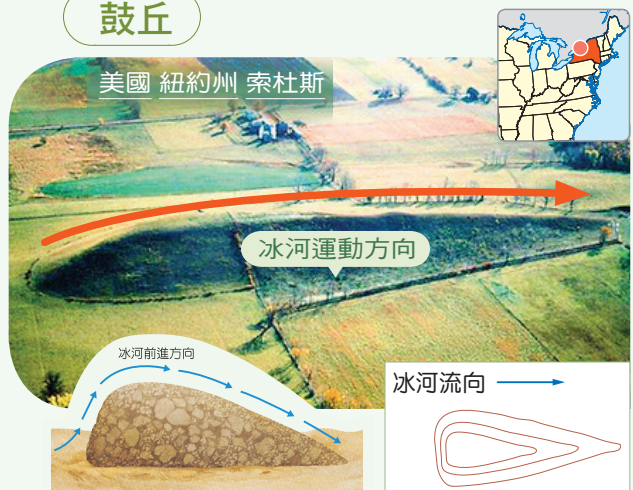 鼓丘
美國 紐約州 索杜斯
冰河運動方向
冰河前進方向
冰河流向